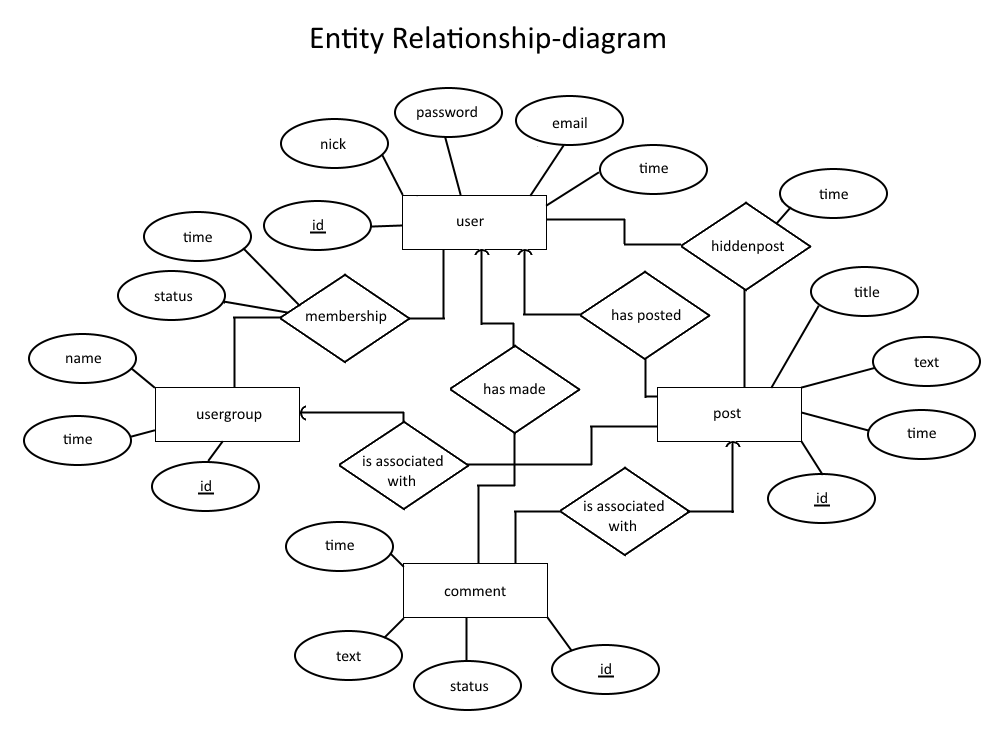 Entity Relationship-diagram
password
email
nick
time
time
id
user
time
hiddenpost
status
membership
has posted
title
name
has made
text
usergroup
post
time
time
is associated
with
id
id
is associated
with
time
comment
text
id
status